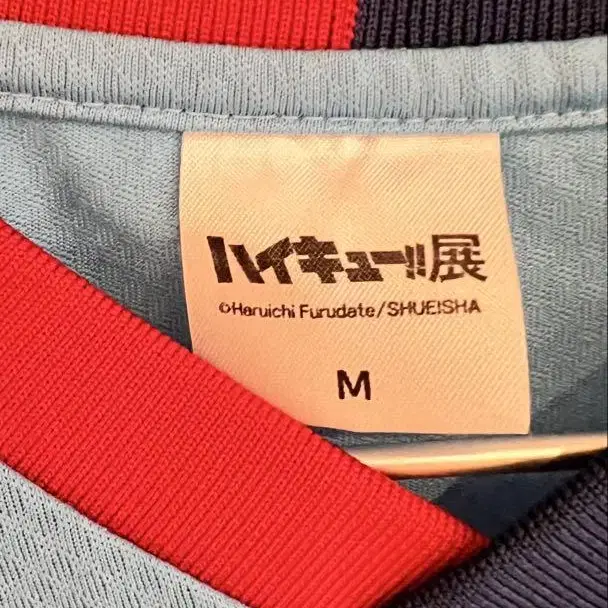 ハイキュー!!展
©Haruichi Furudate/SHUEISHA
M